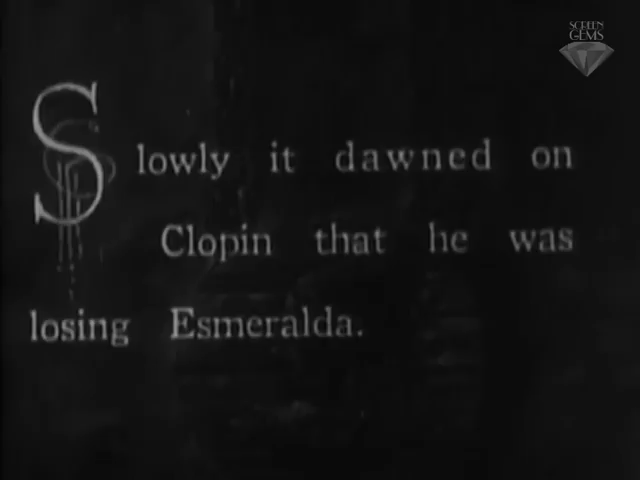 SCREEN
GEMS
Slowly it dawned on
Clopin that he was
losing Esmeralda.